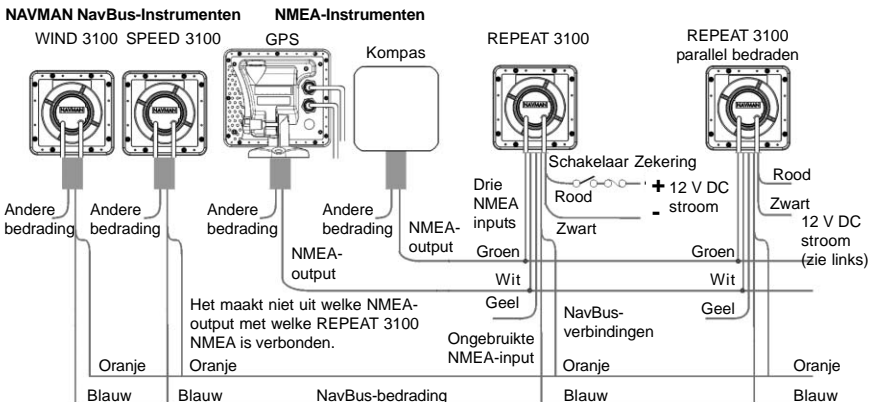 NAVMAN NavBus-Instrumenten
NMEA-Instrumenten
WIND 3100
SPEED 3100
GPS
Kompas
REPEAT 3100
REPEAT 3100
parallel bedraden
NAVMAN
NAVMAN
NAVMAN
NAVMAN
Andere
bedrading
Andere
bedrading
Andere
bedrading
Andere
bedrading
NMEA-
output
NMEA-
output
Drie
NMEA
inputs
Schakelaar
Zekering
Rood
+
-
12 V DC
stroom
Zwart
Rood
Zwart
12 V DC
stroom
(zie links)
Groen
Groen
Wit
Wit
Geel
Geel
Het maakt niet uit welke NMEA-
output met welke REPEAT 3100
NMEA is verbonden.
Ongebruikte
NMEA-input
NavBus-
verbindingen
Oranje
Oranje
Oranje
Oranje
Blauw
Blauw
NavBus-bedrading
Blauw
Blauw